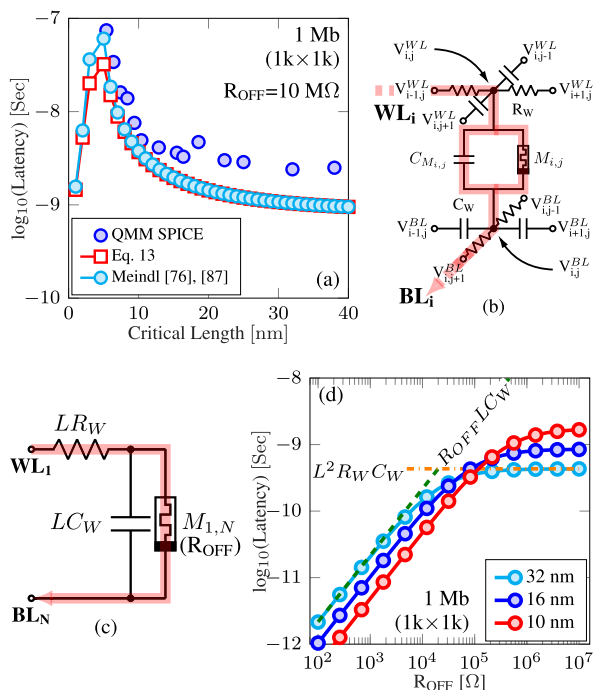 (a)
1 Mb
(1k×1k)
R_OFF=10 MΩ
log10(Latency) [Sec]
−7
−8
−9
−10
QMM SPICE
Eq. 13
Meindl [76], [87]
0
10
20
30
40
Critical Length [nm]
(a)
V^WL_i,j
V^WL_i,j-1
V^WL_i-1,j
V^WL_i+1,j
WL_i
V^WL_i,j+1
R_W
C_M_i,j
M_i,j
C_W
V^BL_i,j-1
V^BL_i-1,j
V^BL_i+1,j
V^BL_i,j+1
V^BL_i,j
BL_i
(b)
LR_W
WL_1
LC_W
M_1,N
(R_OFF)
BL_N
(c)
(d)
log10(Latency) [Sec]
−8
−9
−10
−11
−12
R_OFF LC_W
L^2 R_W C_W
1 Mb
(1k×1k)
32 nm
16 nm
10 nm
10^2
10^3
10^4
10^5
10^6
10^7
R_OFF [Ω]